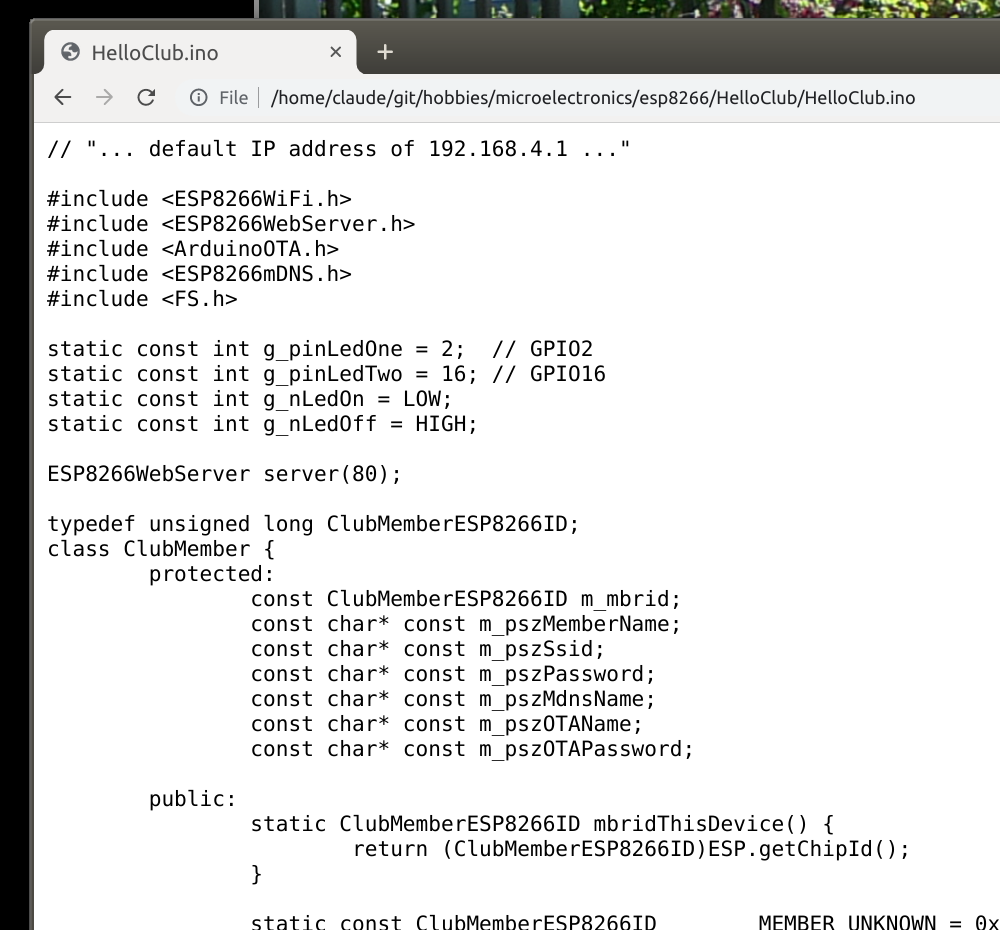 HelloClub.ino
File /home/claude/git/hobbies/microelectronics/esp8266/HelloClub/HelloClub.ino
// "... default IP address of 192.168.4.1 ..."
#include <ESP8266WiFi.h>
#include <ESP8266WebServer.h>
#include <ArduinoOTA.h>
#include <ESP8266mDNS.h>
#include <FS.h>
static const int g_pinLedOne = 2;  // GPIO2
static const int g_pinLedTwo = 16; // GPIO16
static const int g_nLedOn = LOW;
static const int g_nLedOff = HIGH;
ESP8266WebServer server(80);
typedef unsigned long ClubMemberESP8266ID;
class ClubMember {
        protected:
                const ClubMemberESP8266ID m_mbrid;
                const char* const m_pszMemberName;
                const char* const m_pszSsid;
                const char* const m_pszPassword;
                const char* const m_pszMdnsName;
                const char* const m_pszOTAName;
                const char* const m_pszOTAPassword;
        public:
                static ClubMemberESP8266ID mbridThisDevice() {
                        return (ClubMemberESP8266ID)ESP.getChipId();
                }
                static const ClubMemberESP8266ID        MEMBER_UNKNOWN = 0x